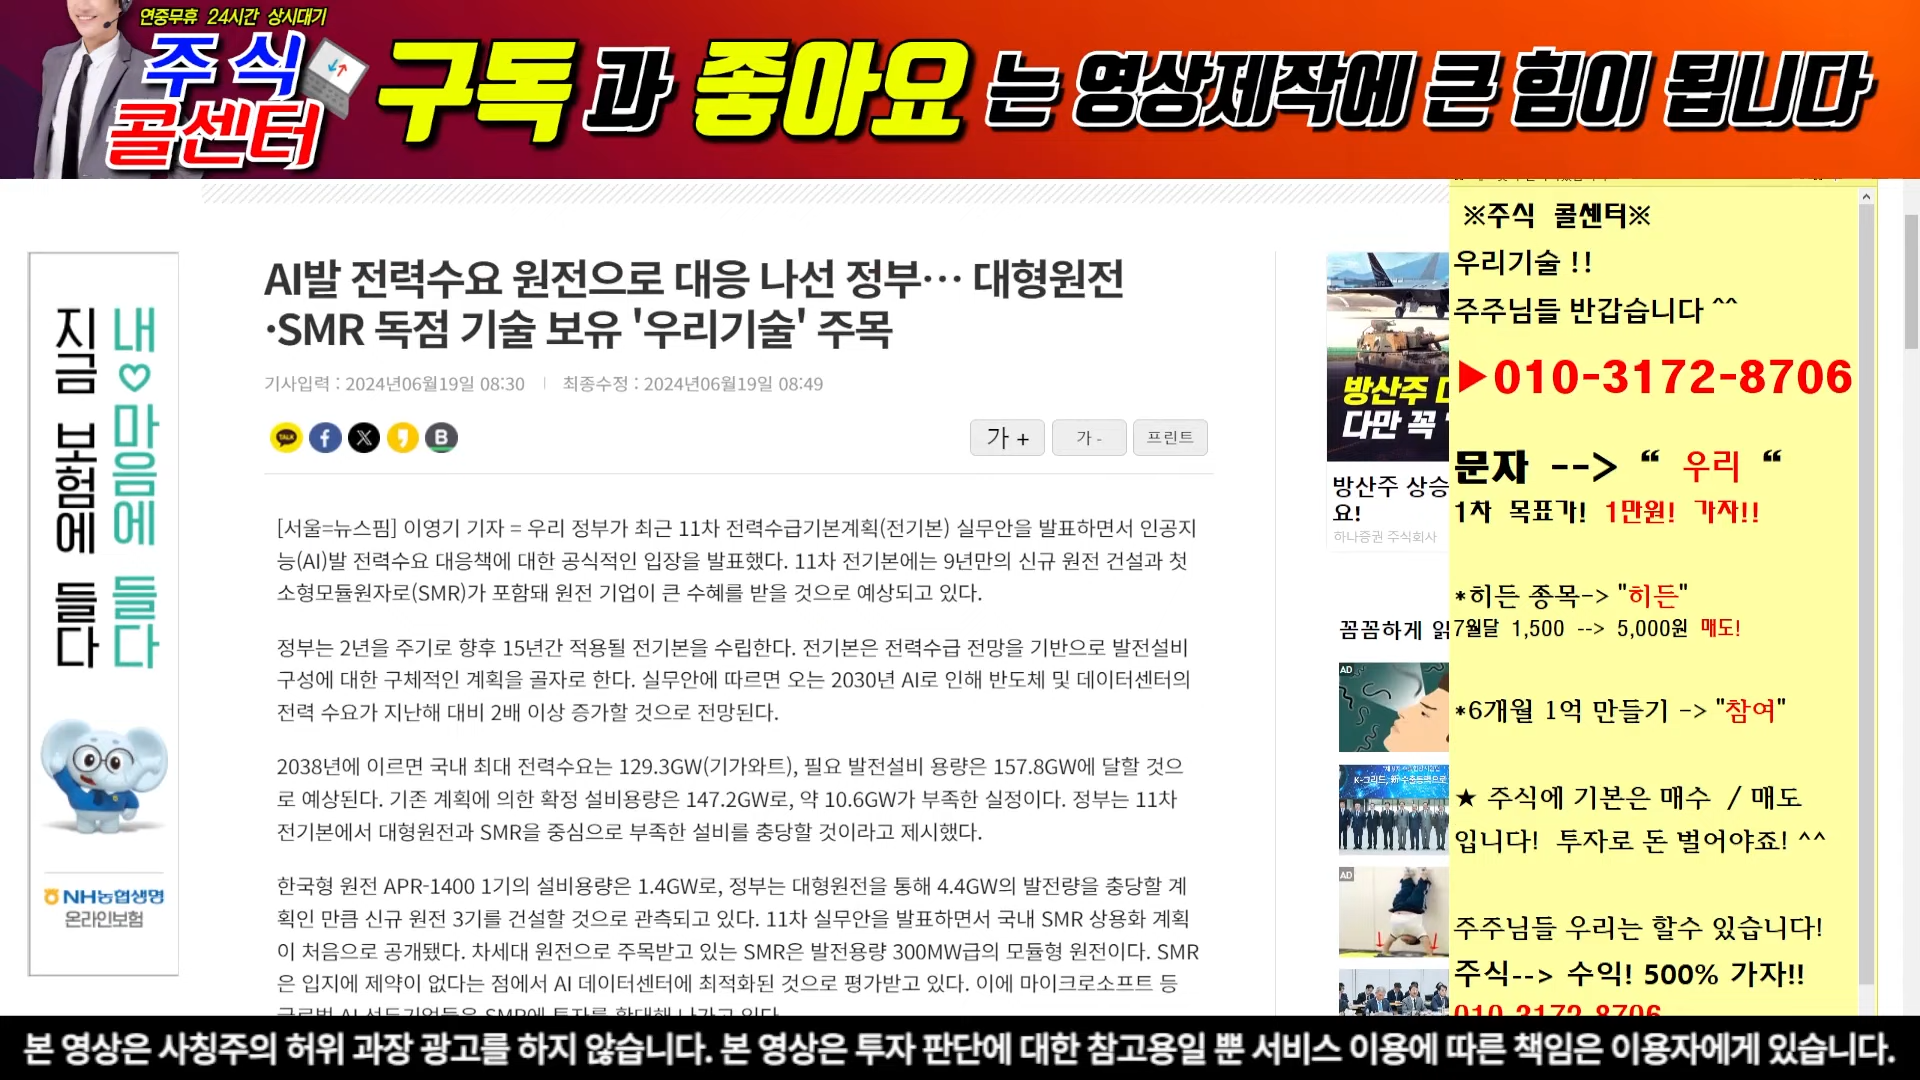 연중무휴 24시간 상시대기
주식
콜센터
구독과 좋아요는 영상제작에 큰 힘이 됩니다
내♡마음에 들다
지금 보험에 들다
NH농협생명
온라인보험
AI발 전력수요 원전으로 대응 나선 정부… 대형원전
·SMR 독점 기술 보유 '우리기술' 주목
기사입력 : 2024년06월19일 08:30 최종수정 : 2024년06월19일 08:49
TALK
B
가 +
가 -
프린트
[서울=뉴스핌] 이영기 기자 = 우리 정부가 최근 11차 전력수급기본계획(전기본) 실무안을 발표하면서 인공지
능(AI)발 전력수요 대응책에 대한 공식적인 입장을 발표했다. 11차 전기본에는 9년만의 신규 원전 건설과 첫
소형모듈원자로(SMR)가 포함돼 원전 기업이 큰 수혜를 받을 것으로 예상되고 있다.
정부는 2년을 주기로 향후 15년간 적용될 전기본을 수립한다. 전기본은 전력수급 전망을 기반으로 발전설비
구성에 대한 구체적인 계획을 골자로 한다. 실무안에 따르면 오는 2030년 AI로 인해 반도체 및 데이터센터의
전력 수요가 지난해 대비 2배 이상 증가할 것으로 전망된다.
2038년에 이르면 국내 최대 전력수요는 129.3GW(기가와트), 필요 발전설비 용량은 157.8GW에 달할 것으
로 예상된다. 기존 계획에 의한 확정 설비용량은 147.2GW로, 약 10.6GW가 부족한 실정이다. 정부는 11차
전기본에서 대형원전과 SMR을 중심으로 부족한 설비를 충당할 것이라고 제시했다.
한국형 원전 APR-1400 1기의 설비용량은 1.4GW로, 정부는 대형원전을 통해 4.4GW의 발전량을 충당할 계
획인 만큼 신규 원전 3기를 건설할 것으로 관측되고 있다. 11차 실무안을 발표하면서 국내 SMR 상용화 계획
이 처음으로 공개됐다. 차세대 원전으로 주목받고 있는 SMR은 발전용량 300MW급의 모듈형 원전이다. SMR
은 입지에 제약이 없다는 점에서 AI 데이터센터에 최적화된 것으로 평가받고 있다. 이에 마이크로소프트 등
글로벌 AI 선도기업들은 SMR에 투자를 확대해 나가고 있다.
방산주
다만 꼭
방산주 상승
요!
하나증권 주식회사
꼼꼼하게 읽
AD
AD
※주식 콜센터※
우리기술 !!
주주님들 반갑습니다 ^^
▶010-3172-8706
문자 --> “ 우리 “
1차 목표가! 1만원! 가자!!
*히든 종목-> "히든"
7월달 1,500 --> 5,000원 매도!
*6개월 1억 만들기 -> "참여"
★ 주식에 기본은 매수 / 매도
입니다! 투자로 돈 벌어야죠! ^^
주주님들 우리는 할수 있습니다!
주식--> 수익! 500% 가자!!
010-3172-8706
본 영상은 사칭주의 허위 과장 광고를 하지 않습니다. 본 영상은 투자 판단에 대한 참고용일 뿐 서비스 이용에 따른 책임은 이용자에게 있습니다.